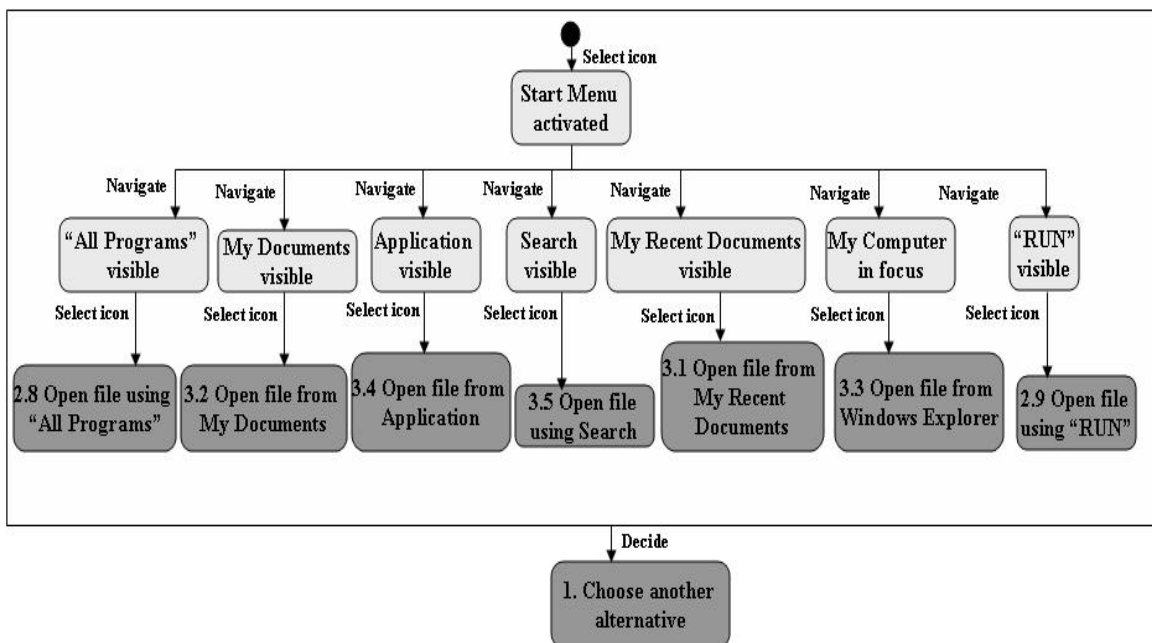 Select icon
Start Menu
activated
Navigate
Navigate
Navigate
Navigate
Navigate
Navigate
Navigate
“All Programs”
visible
My Documents
visible
Application
visible
Search
visible
My Recent Documents
visible
My Computer
in focus
“RUN”
visible
Select icon
Select icon
Select icon
Select icon
Select icon
Select icon
Select icon
2.8 Open file using
“All Programs”
3.2 Open file from
My Documents
3.4 Open file from
Application
3.5 Open file
using Search
3.1 Open file from
My Recent
Documents
3.3 Open file from
Windows Explorer
2.9 Open file
using “RUN”
Decide
1. Choose another
alternative